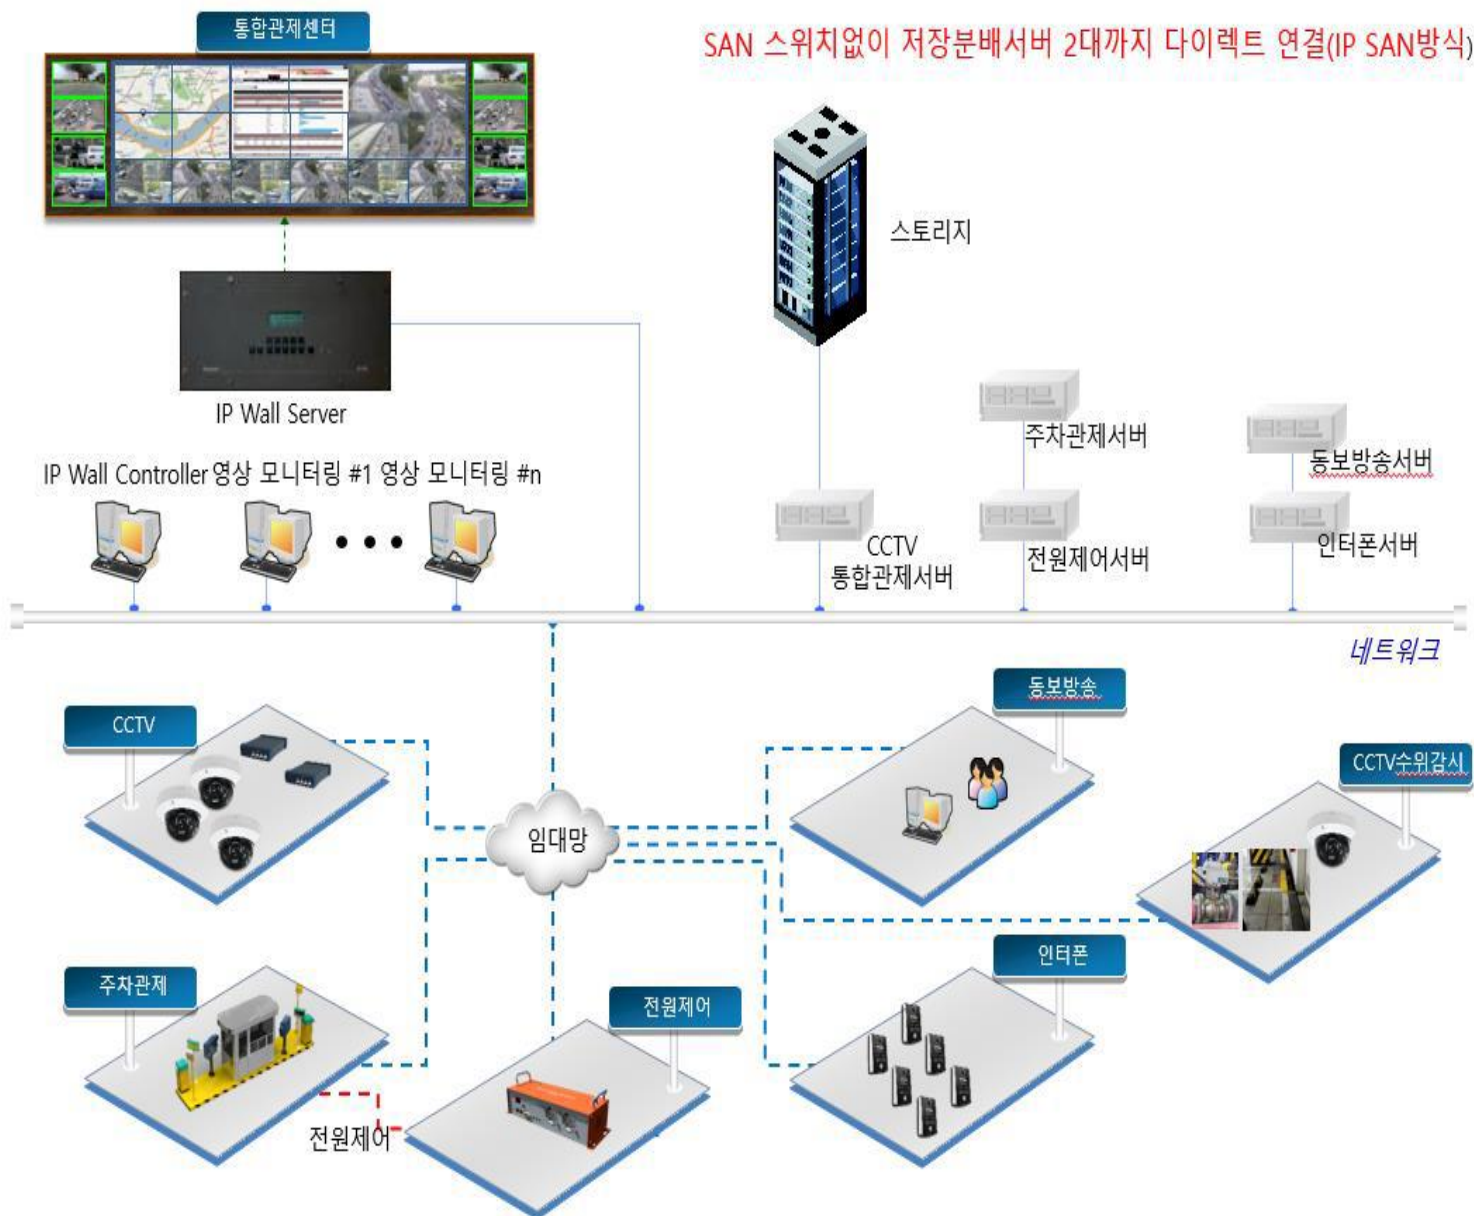 통합관제센터
SAN 스위치없이 저장분배서버 2대까지 다이렉트 연결(IP SAN방식)
스토리지
IP Wall Server
주차관제서버
동보방송서버
IP Wall Controller 영상 모니터링 #1 영상 모니터링 #n
CCTV
통합관제서버
전원제어서버
인터폰서버
네트워크
CCTV
동보방송
CCTV수위감시
임대망
주차관제
전원제어
인터폰
전원제어